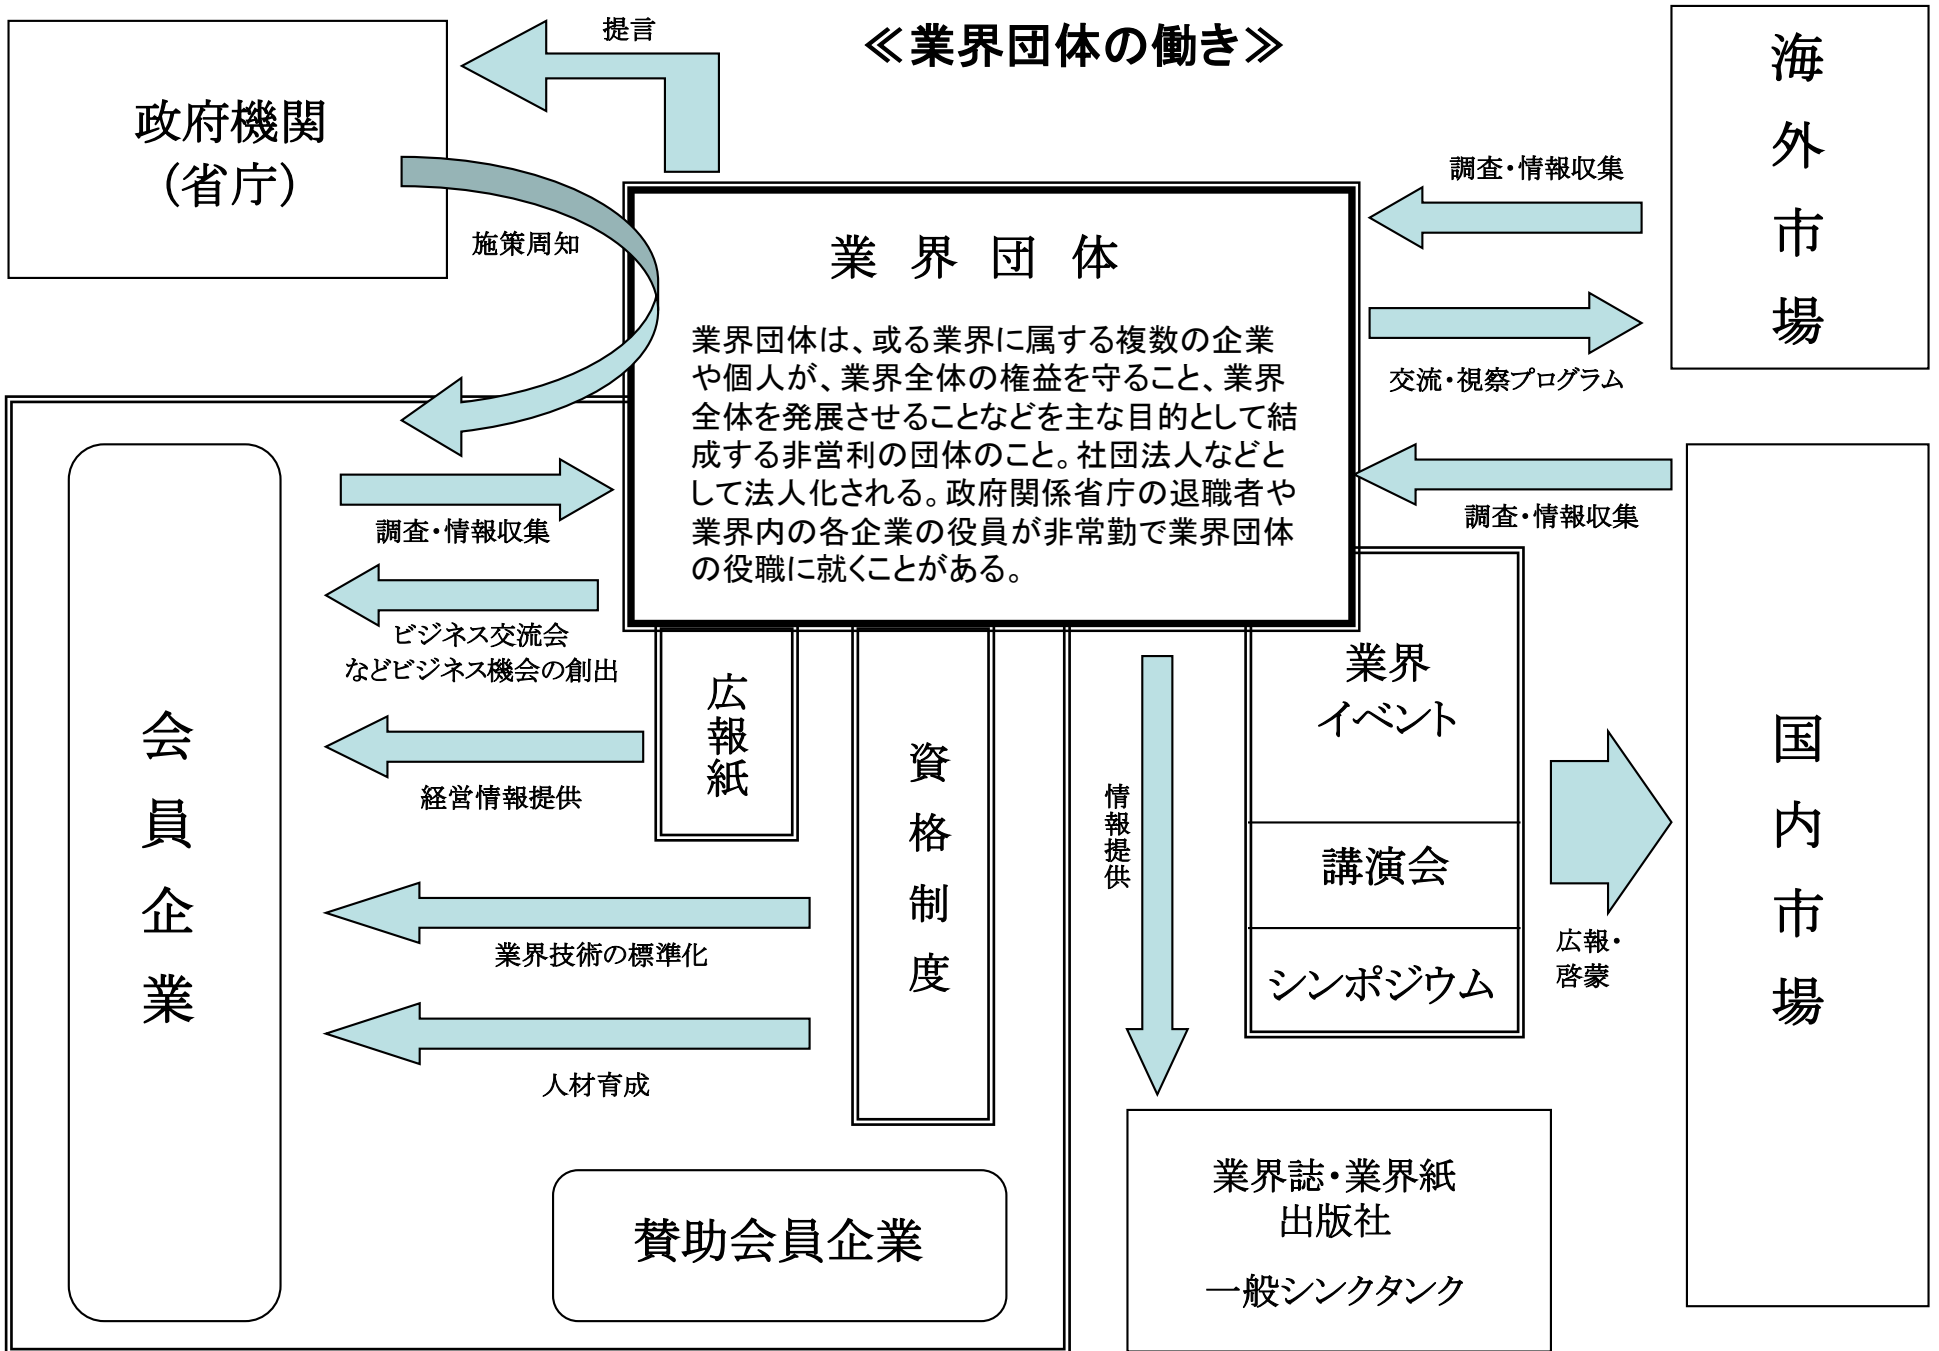 ≪業界団体の働き≫
提言
政府機関
(省庁)
施策周知
海外市場
調査・情報収集
交流・視察プログラム
業界団体
業界団体は、或る業界に属する複数の企業
や個人が、業界全体の権益を守ること、業界
全体を発展させることなどを主な目的として結
成する非営利の団体のこと。社団法人などと
して法人化される。政府関係省庁の退職者や
業界内の各企業の役員が非常勤で業界団体
の役職に就くことがある。
調査・情報収集
調査・情報収集
ビジネス交流会
などビジネス機会の創出
経営情報提供
業界技術の標準化
人材育成
会員企業
広報紙
資格制度
賛助会員企業
情報提供
業界
イベント
講演会
シンポジウム
広報・
啓蒙
国内市場
業界誌・業界紙
出版社
一般シンクタンク